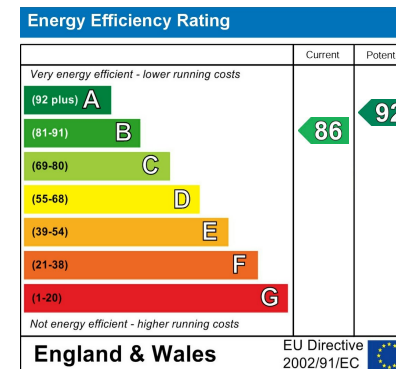 Energy Efficiency Rating
Current Potent
Very energy efficient - lower running costs
(92 plus) A
(81-91) B
(69-80) C
(55-68) D
(39-54) E
(21-38) F
(1-20) G
86
92
Not energy efficient - higher running costs
England & Wales
EU Directive
2002/91/EC